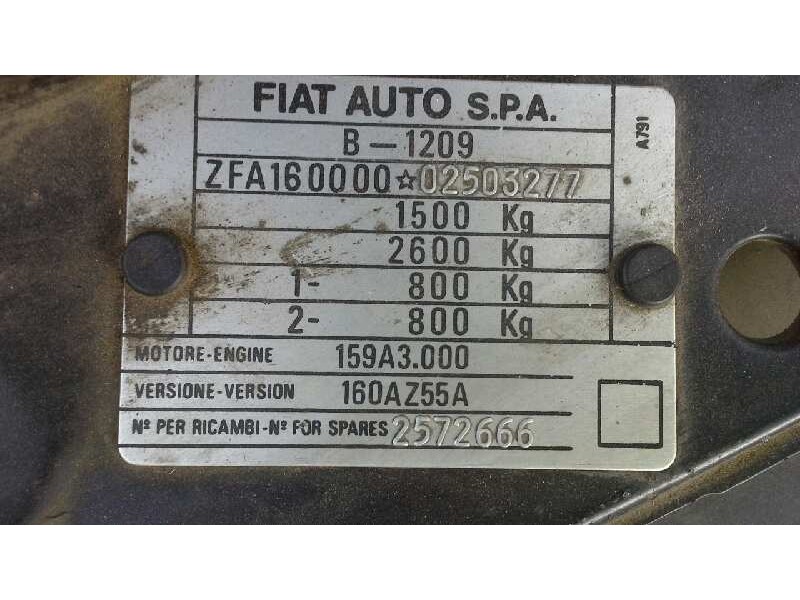 FIAT AUTO S.P.A.
A791
B-1209
ZFA160000☆02503277
1500 Kg
2600 Kg
1- 800 Kg
2- 800 Kg
MOTORE-ENGINE 159A3.000
VERSIONE-VERSION 160AZ55A
Nº PER RICAMBI-Nº FOR SPARES 2572666